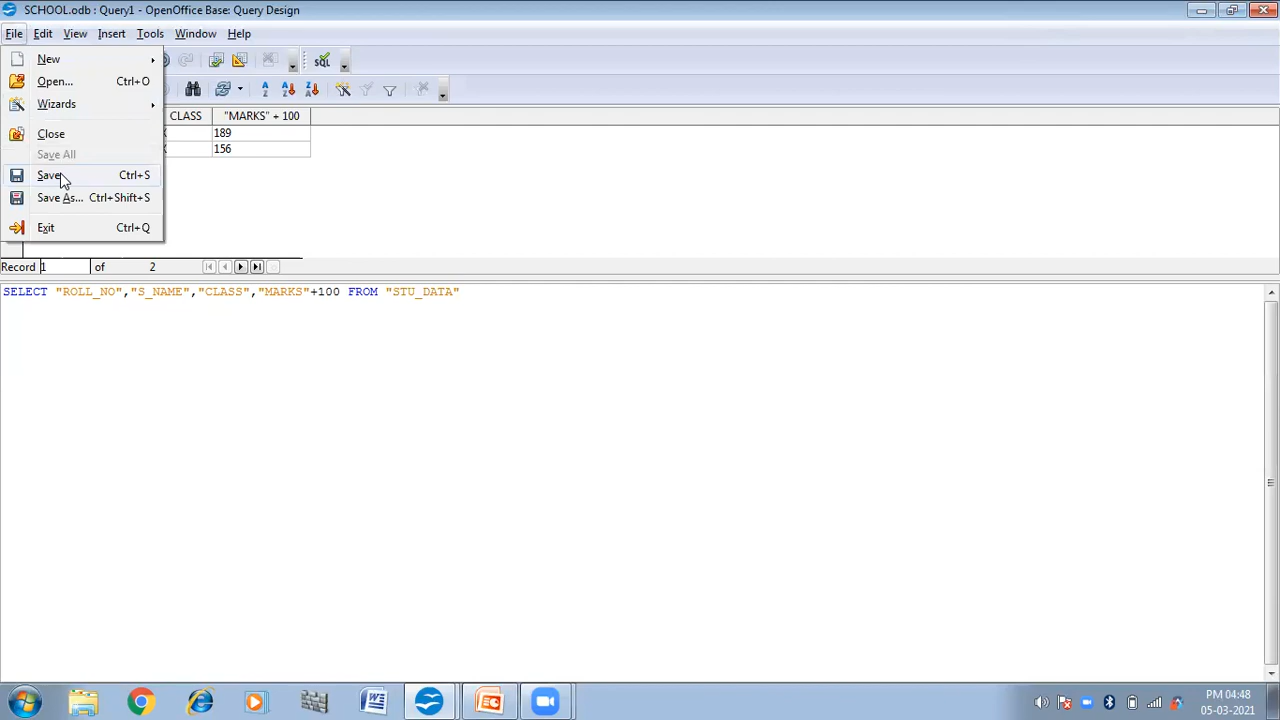 SCHOOL.odb : Query1 - OpenOffice Base: Query Design
File Edit View Insert Tools Window Help
New
Open... Ctrl+O
Wizards
Close
Save All
Save Ctrl+S
Save As... Ctrl+Shift+S
Exit Ctrl+Q
SQL
CLASS "MARKS" + 100
X 189
X 156
Record 1 of 2
SELECT "ROLL_NO","S_NAME","CLASS","MARKS"+100 FROM "STU_DATA"
PM 04:48
05-03-2021